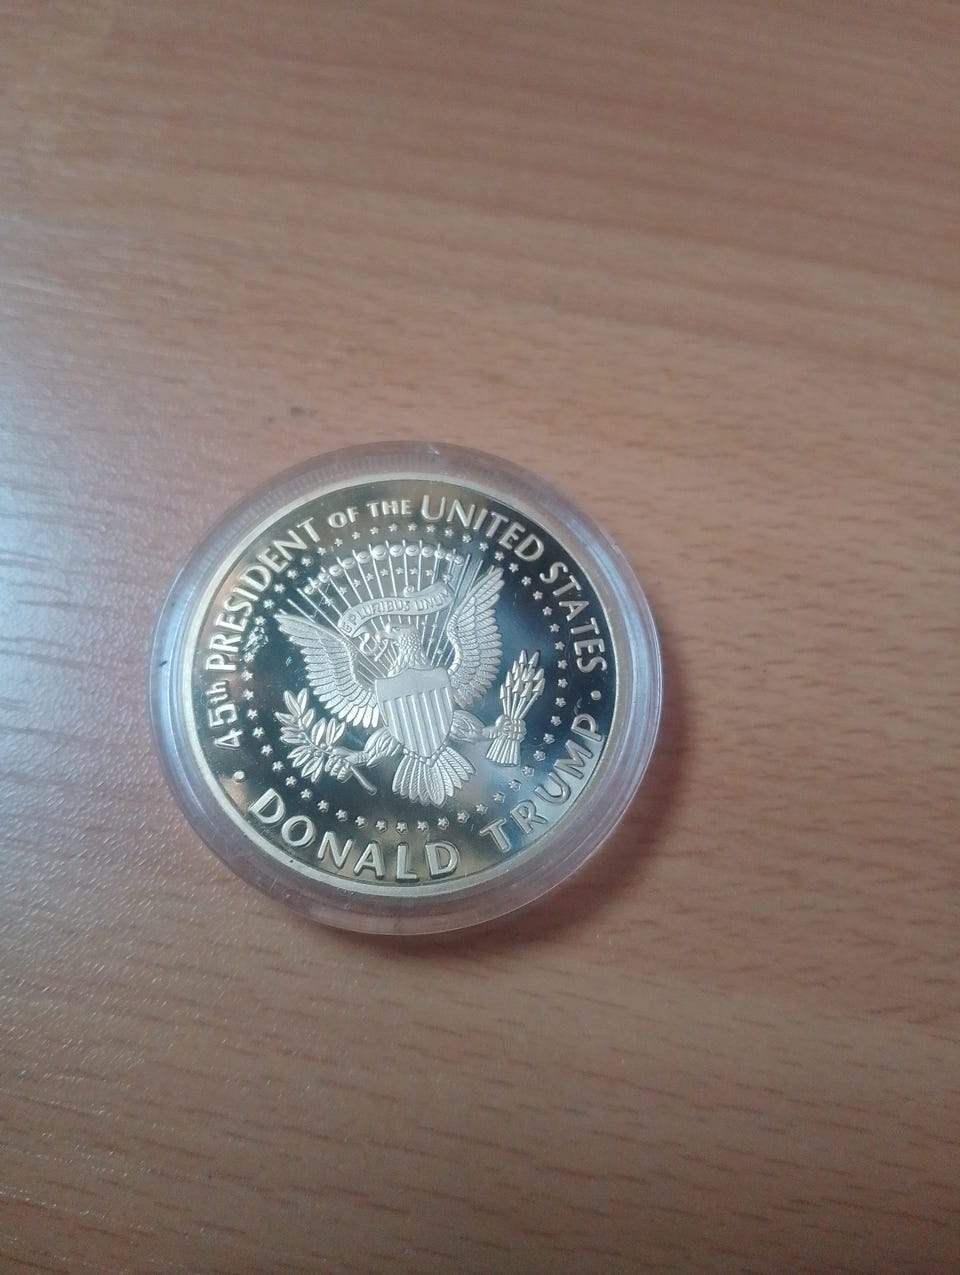 45th PRESIDENT OF THE UNITED STATES
E PLURIBUS UNUM
DONALD TRUMP